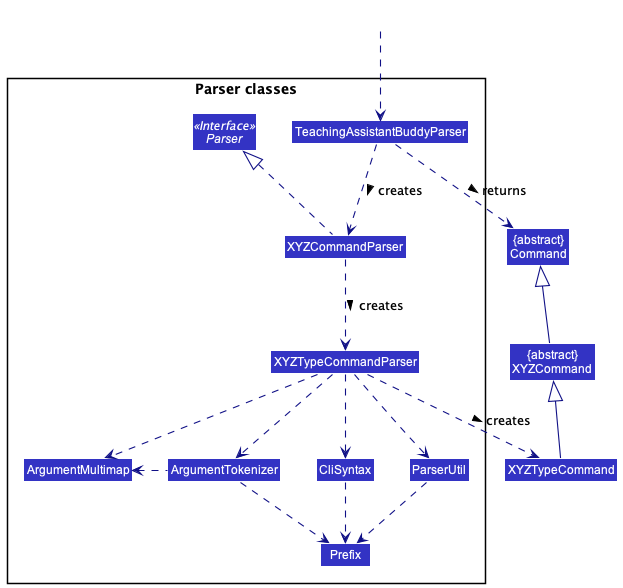 Parser classes
«Interface»
Parser
TeachingAssistantBuddyParser
creates
returns
XYZCommandParser
{abstract}
Command
creates
XYZTypeCommandParser
{abstract}
XYZCommand
creates
ArgumentMultimap
ArgumentTokenizer
CliSyntax
ParserUtil
XYZTypeCommand
Prefix